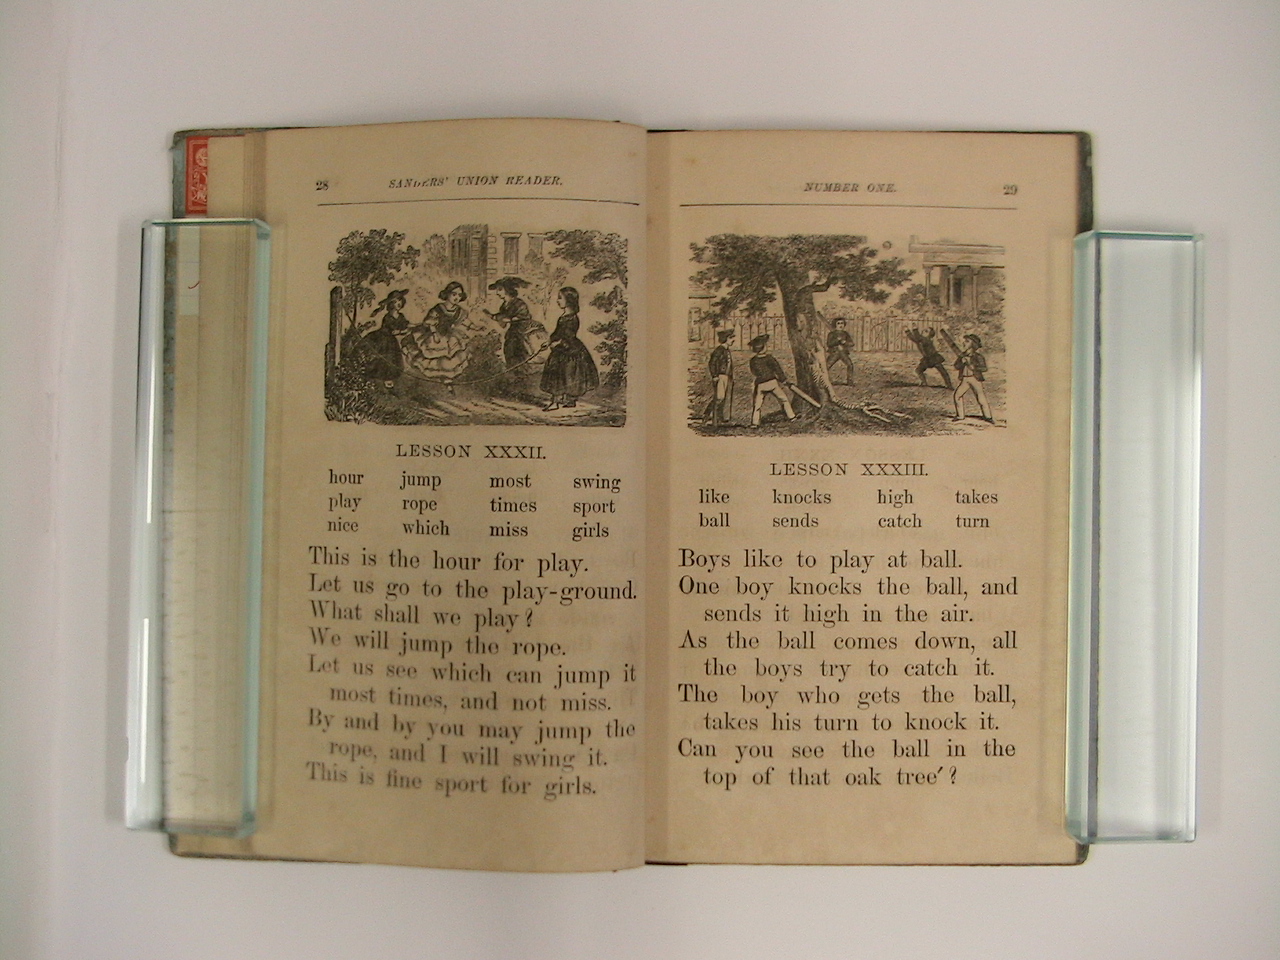 28 SANDERS' UNION READER.
LESSON XXXII.
hour jump most swing
play rope times sport
nice which miss girls
This is the hour for play.
Let us go to the play-ground.
What shall we play?
We will jump the rope.
Let us see which can jump it
most times, and not miss.
By and by you may jump the
rope, and I will swing it.
This is fine sport for girls.
NUMBER ONE. 29
LESSON XXXIII.
like knocks high takes
ball sends catch turn
Boys like to play at ball.
One boy knocks the ball, and
sends it high in the air.
As the ball comes down, all
the boys try to catch it.
The boy who gets the ball,
takes his turn to knock it.
Can you see the ball in the
top of that oak tree′?